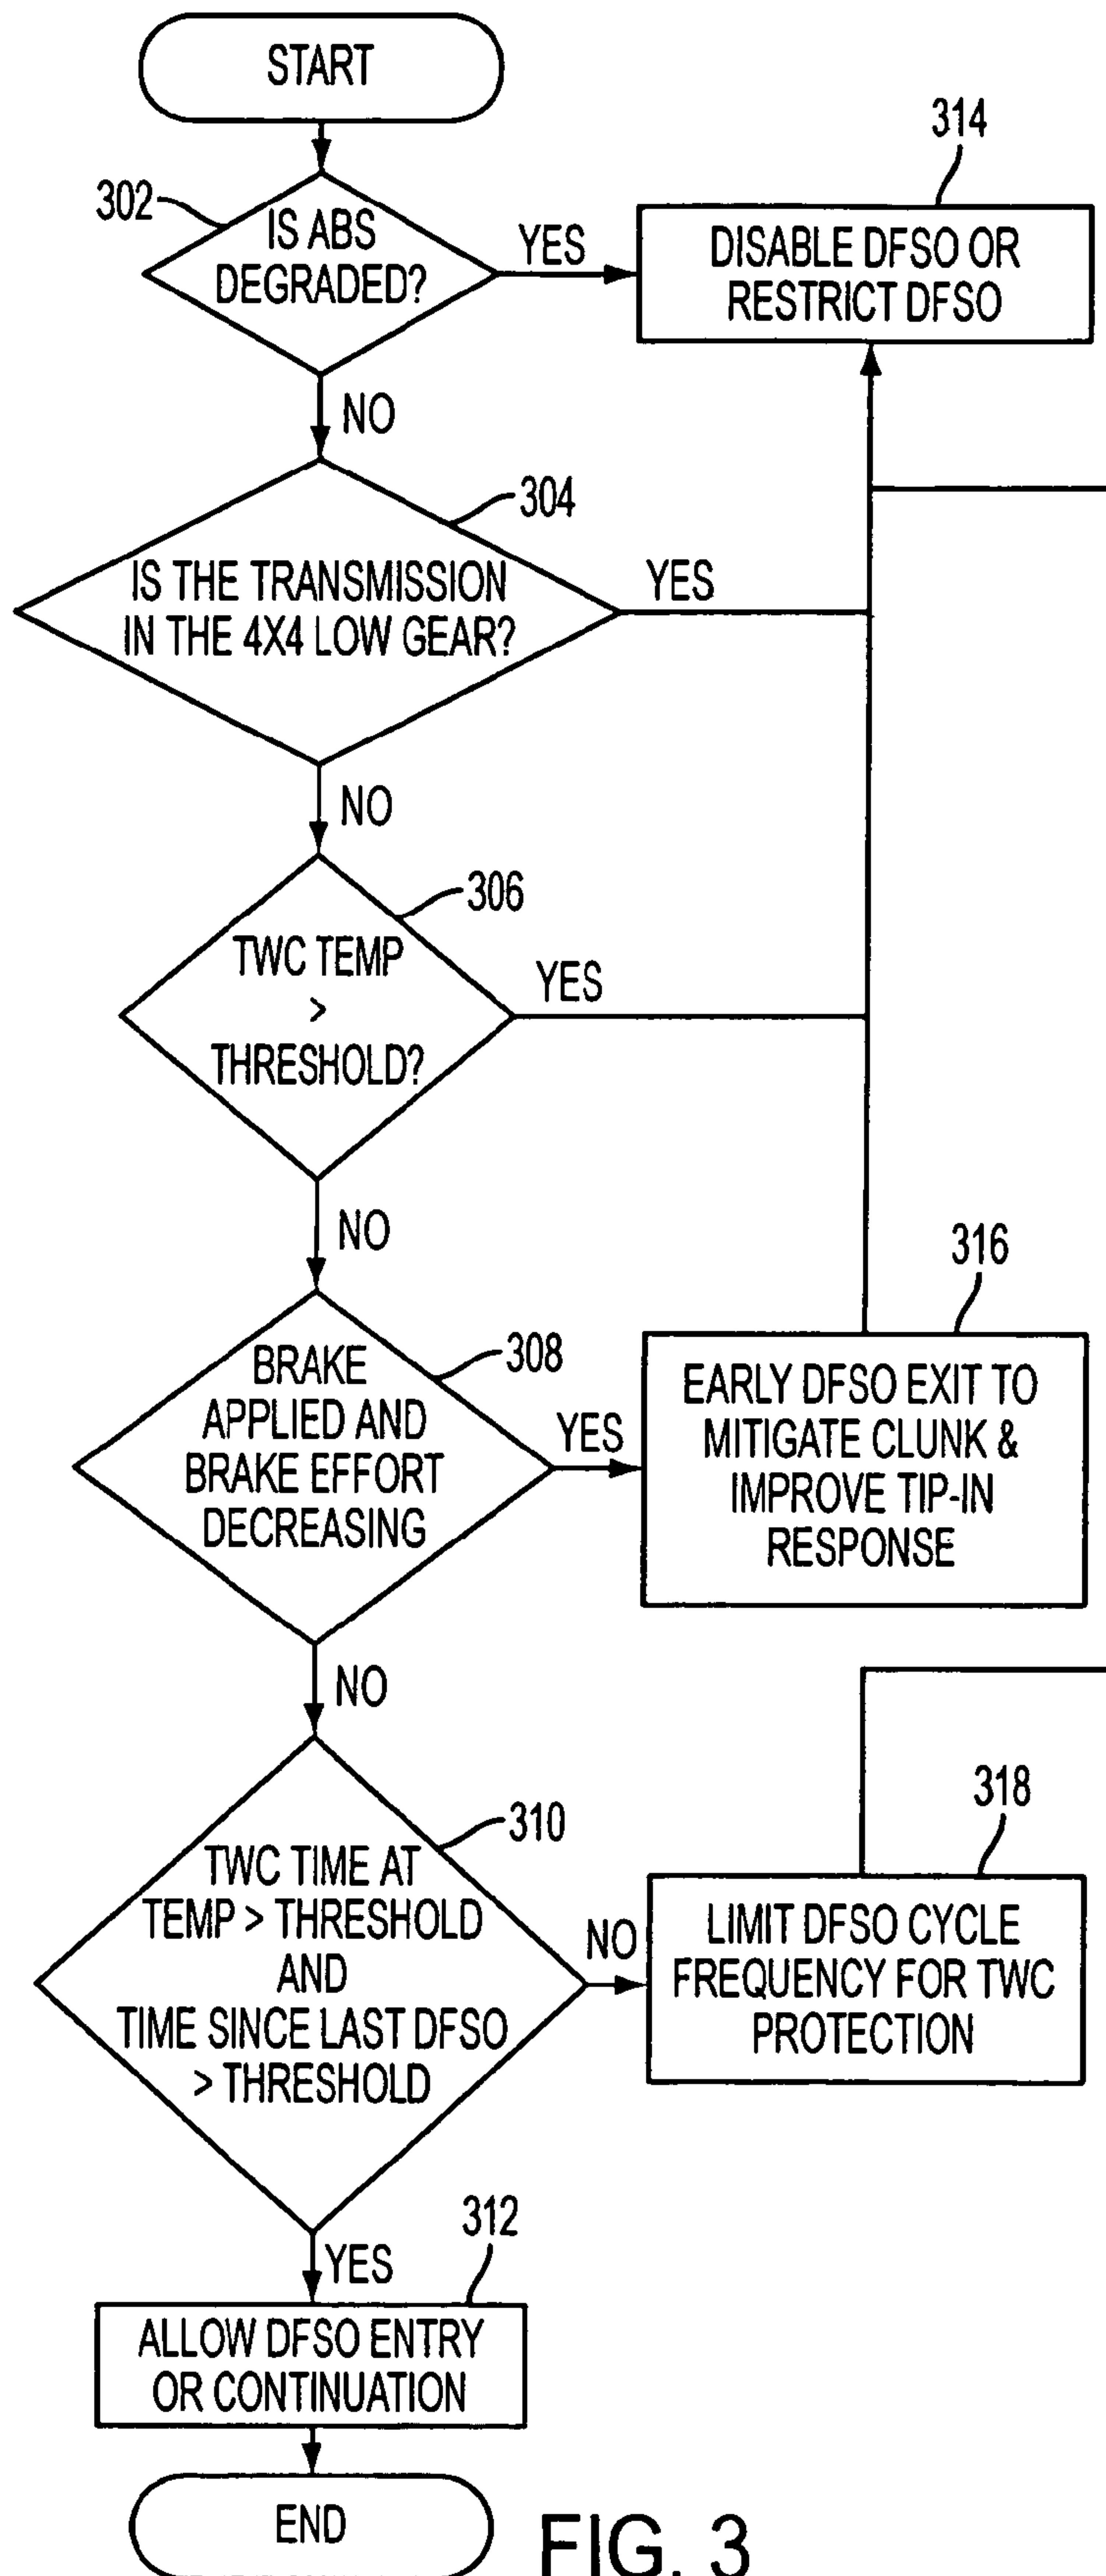 START
302
IS ABS
DEGRADED?
YES
314
DISABLE DFSO OR
RESTRICT DFSO
NO
304
IS THE TRANSMISSION
IN THE 4X4 LOW GEAR?
YES
NO
306
TWC TEMP
>
THRESHOLD?
YES
NO
308
BRAKE
APPLIED AND
BRAKE EFFORT
DECREASING
YES
316
EARLY DFSO EXIT TO
MITIGATE CLUNK &
IMPROVE TIP-IN
RESPONSE
NO
310
TWC TIME AT
TEMP > THRESHOLD
AND
TIME SINCE LAST DFSO
> THRESHOLD
NO
318
LIMIT DFSO CYCLE
FREQUENCY FOR TWC
PROTECTION
YES
312
ALLOW DFSO ENTRY
OR CONTINUATION
END
FIG. 3